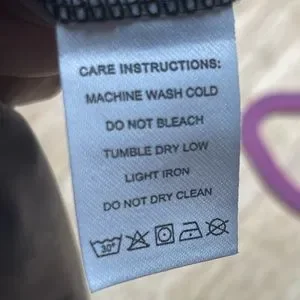 CARE INSTRUCTIONS:
MACHINE WASH COLD
DO NOT BLEACH
TUMBLE DRY LOW
LIGHT IRON
DO NOT DRY CLEAN
30°